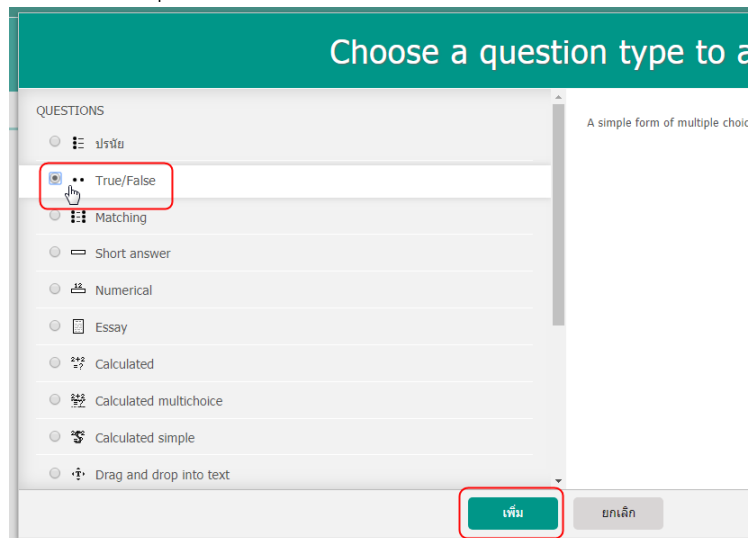 Choose a question type to a
QUESTIONS
ปรนัย
True/False
Matching
Short answer
Numerical
Essay
Calculated
Calculated multichoice
Calculated simple
Drag and drop into text
A simple form of multiple choic
เพิ่ม
ยกเลิก